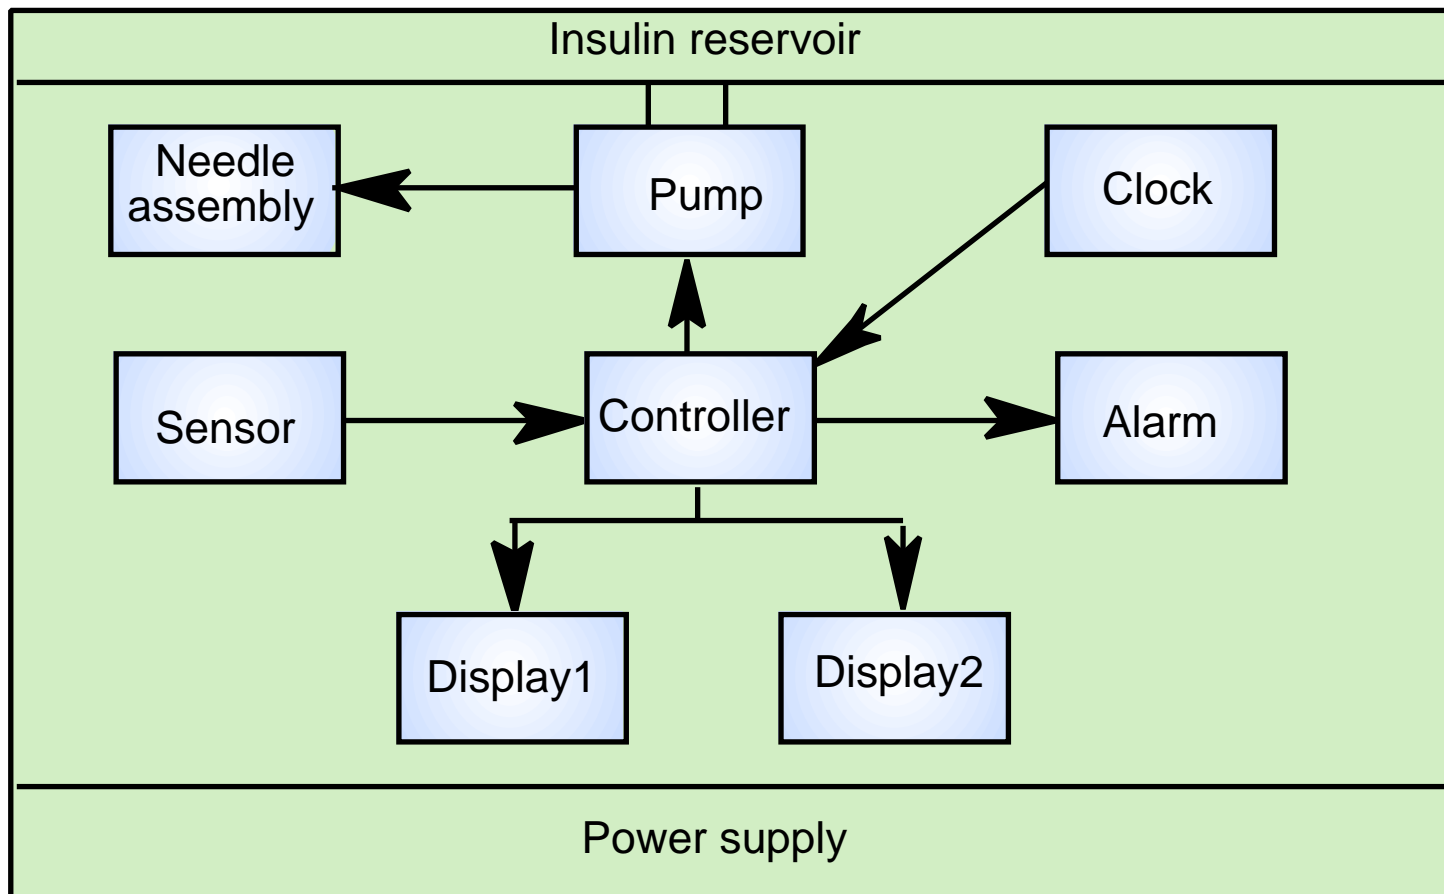 Insulin reservoir
Needle
assembly
Pump
Clock
Sensor
Controller
Alarm
Display1
Display2
Power supply